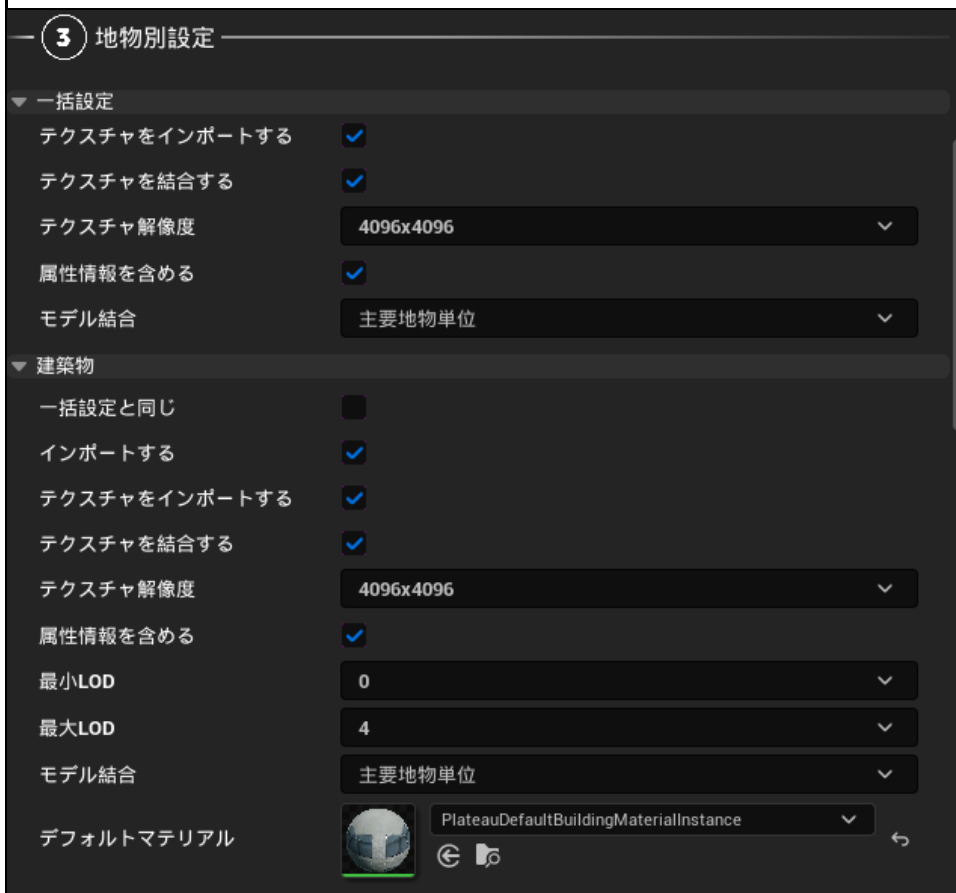 3 地物別設定
一括設定
テクスチャをインポートする
テクスチャを結合する
テクスチャ解像度 4096x4096
属性情報を含める
モデル結合 主要地物単位
建築物
一括設定と同じ
インポートする
テクスチャをインポートする
テクスチャを結合する
テクスチャ解像度 4096x4096
属性情報を含める
最小LOD 0
最大LOD 4
モデル結合 主要地物単位
デフォルトマテリアル PlateauDefaultBuildingMaterialInstance